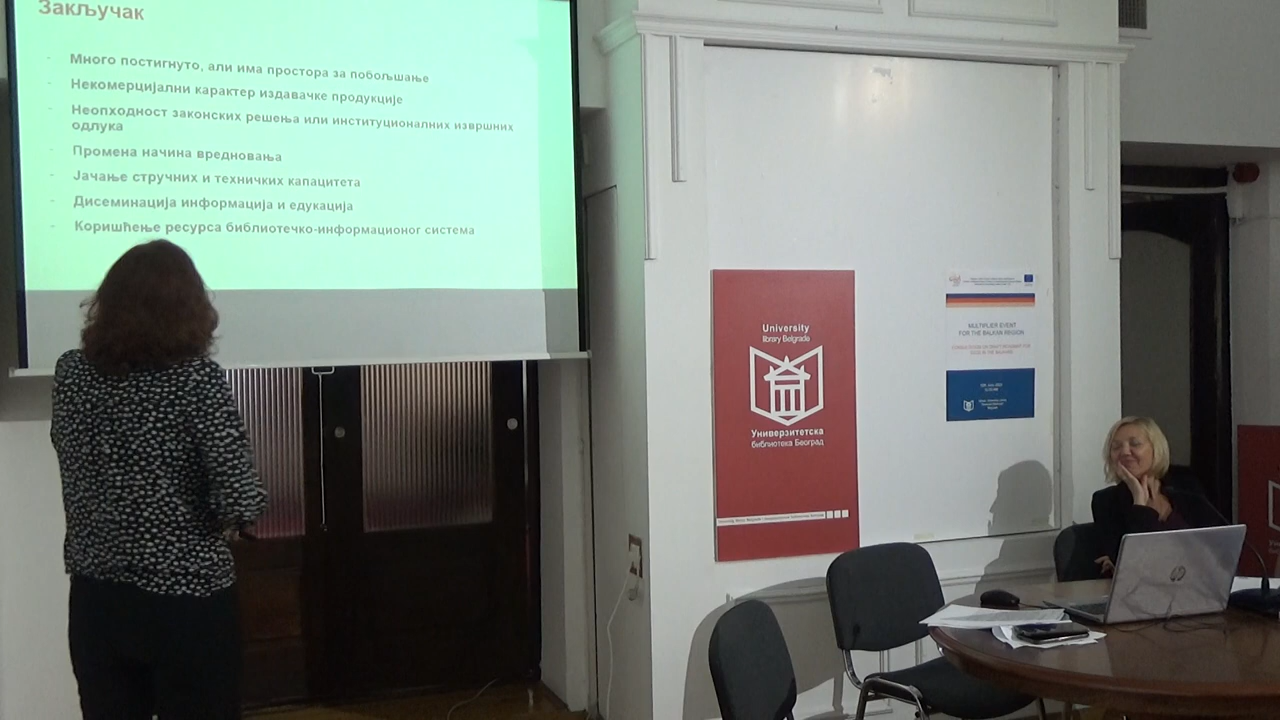 Закључак
- Много постигнуто, али има простора за побољшање
- Некомерцијални карактер издавачке продукције
- Неопходност законских решења или институционалних извршних
одлука
- Промена начина вредновања
- Јачање стручних и техничких капацитета
- Дисеминација информација и едукација
- Коришћење ресурса библиотечко-информационог система
University
library Belgrade
Универзитетска
библиотека Београд
MULTIPLIER EVENT
FOR THE BALKAN REGION
hp